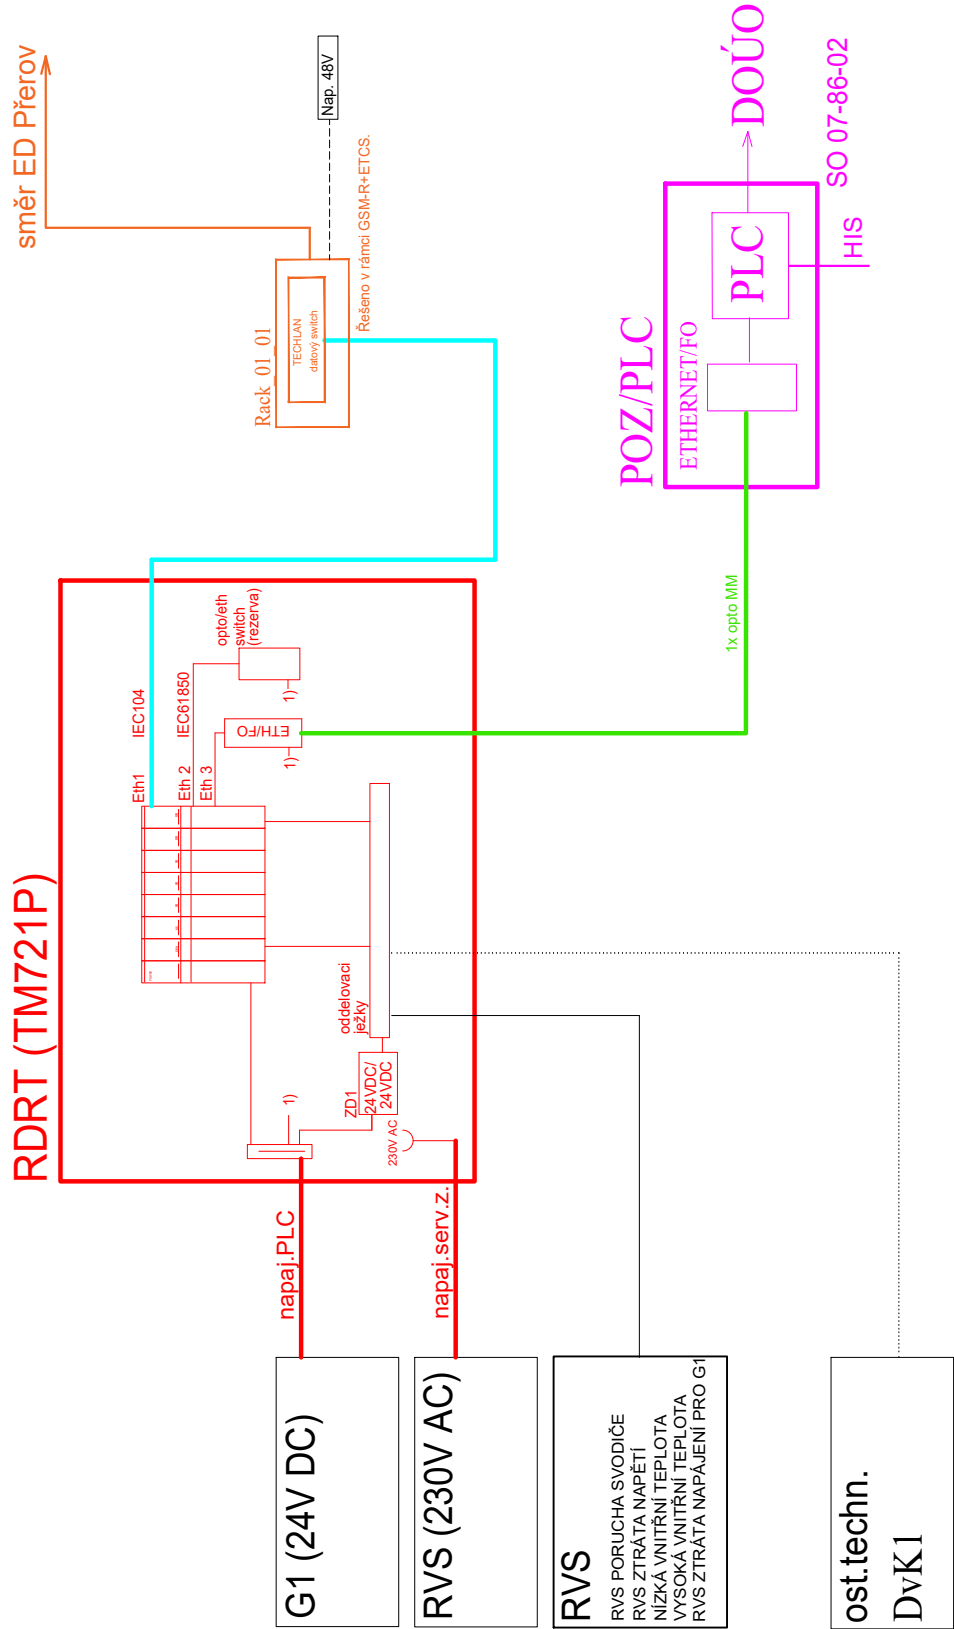 směr ED Přerov
Nap. 48V
Rack_01_01
TECHLAN
datový switch
Řešeno v rámci GSM-R+ETCS.
DOÚO
SO 07-86-02
POZ/PLC
ETHERNET/FO
PLC
HIS
1x opto MM
RDRT (TM721P)
Eth1
IEC104
Eth 2
IEC61850
Eth 3
opto/eth
switch
(rezerva)
1)
ETH/FO
1)
oddelovaci
ježky
ZD1
24VDC/
24VDC
1)
230V AC
napaj.PLC
napaj.serv.z.
G1 (24V DC)
RVS (230V AC)
RVS
RVS PORUCHA SVODIČE
RVS ZTRÁTA NAPĚTÍ
NÍZKÁ VNITŘNÍ TEPLOTA
VYSOKÁ VNITŘNÍ TEPLOTA
RVS ZTRÁTA NAPÁJENÍ PRO G1
ost.techn.
DvK1